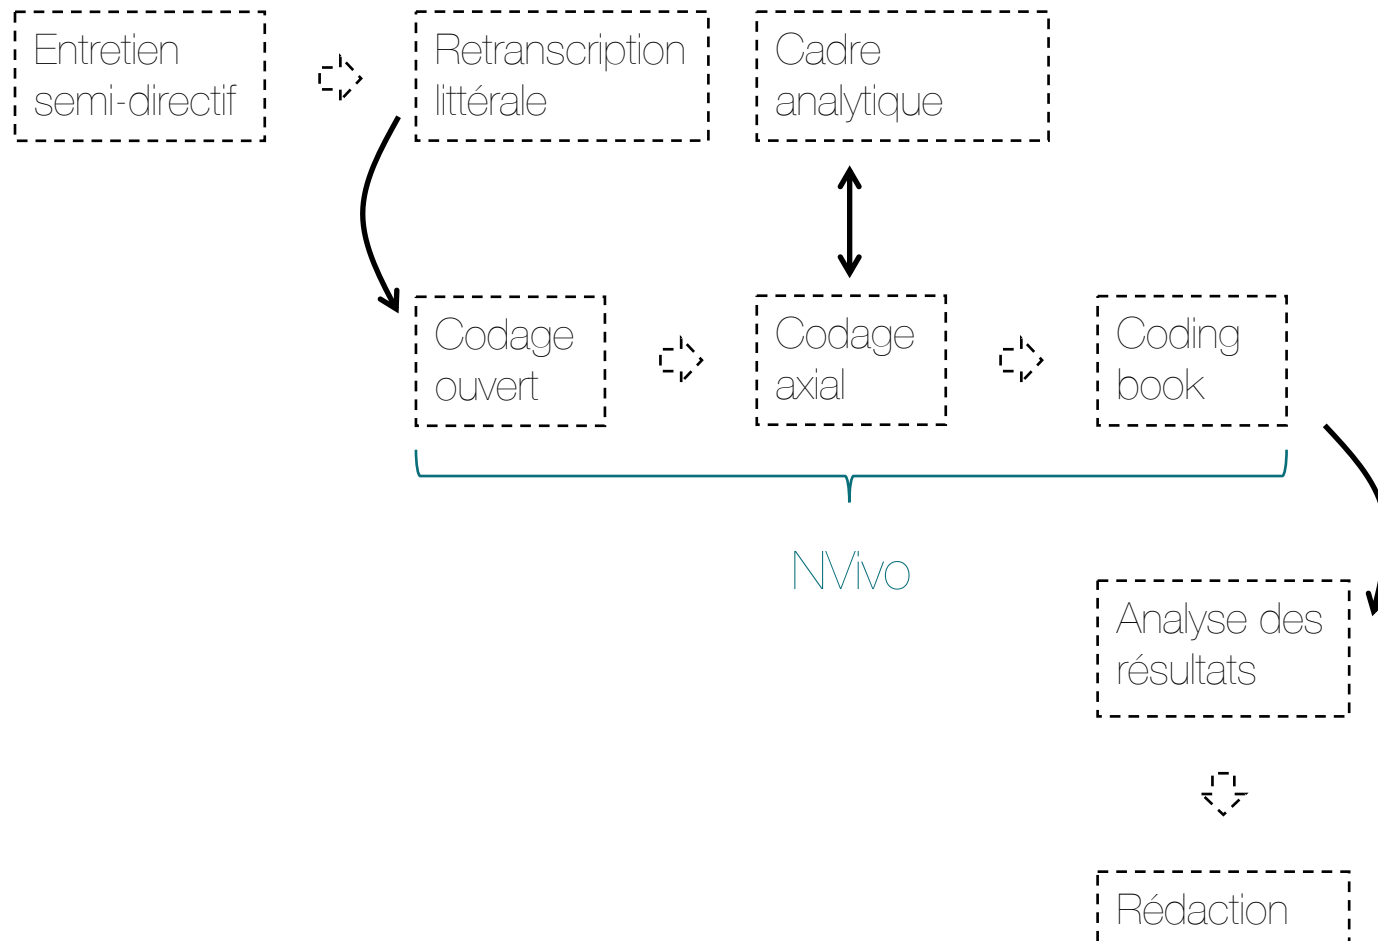 Entretien
semi-directif
Retranscription
littérale
Cadre
analytique
Codage
ouvert
Codage
axial
Coding
book
NVivo
Analyse des
résultats
Rédaction